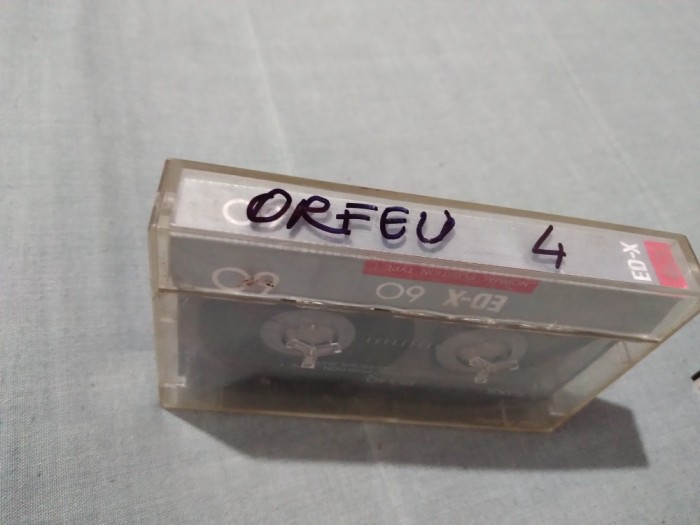 ORFEU 4
ED-X
NORMAL POSITION TYPE I
ED-X 60